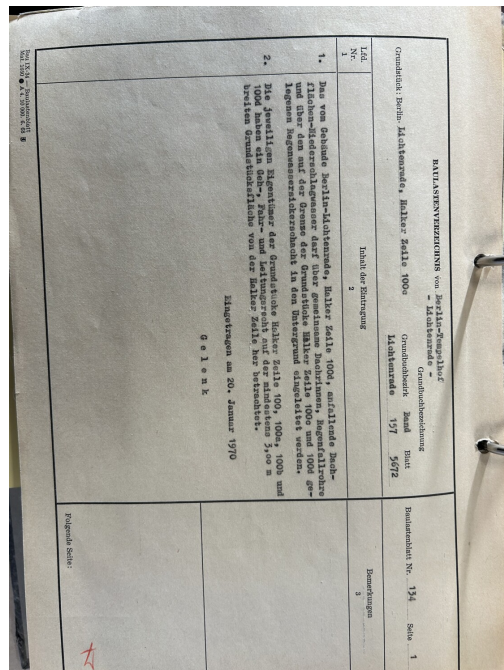 BAULASTENVERZEICHNIS von Berlin-Tempelhof
- Lichtenrade -
Grundstück: Berlin- Lichtenrade, Halker Zeile 100c
Grundbuchbezeichnung
Grundbuchbezirk Band Blatt
Lichtenrade 157 5672
Baulastenblatt Nr. 134 Seite 1
Lfd. Nr.
1
Inhalt der Eintragung
2
Bemerkungen
3
1. Das vom Gebäude Berlin-Lichtenrade, Halker Zeile 100d, anfallende Dach-
flächen-Niederschlagwasser darf über gemeinsame Dachrinnen, Regenfallrohre
und über den auf der Grenze der Grundstücke Halker Zeile 100c und 100d ge-
legenen Regenwassersickerschacht in den Untergrund eingeleitet werden.
2. Die jeweiligen Eigentümer der Grundstücke Halker Zeile 100, 100a, 100b und
100d haben ein Geh-, Fahr- und Leitungsrecht auf der mindestens 3,00 m
breiten Grundstücksfläche von der Halker Zeile her betrachtet.
Eingetragen am 20. Januar 1970
G e l e n k
Folgende Seite:
Bau IX-54 — Baulastenblatt